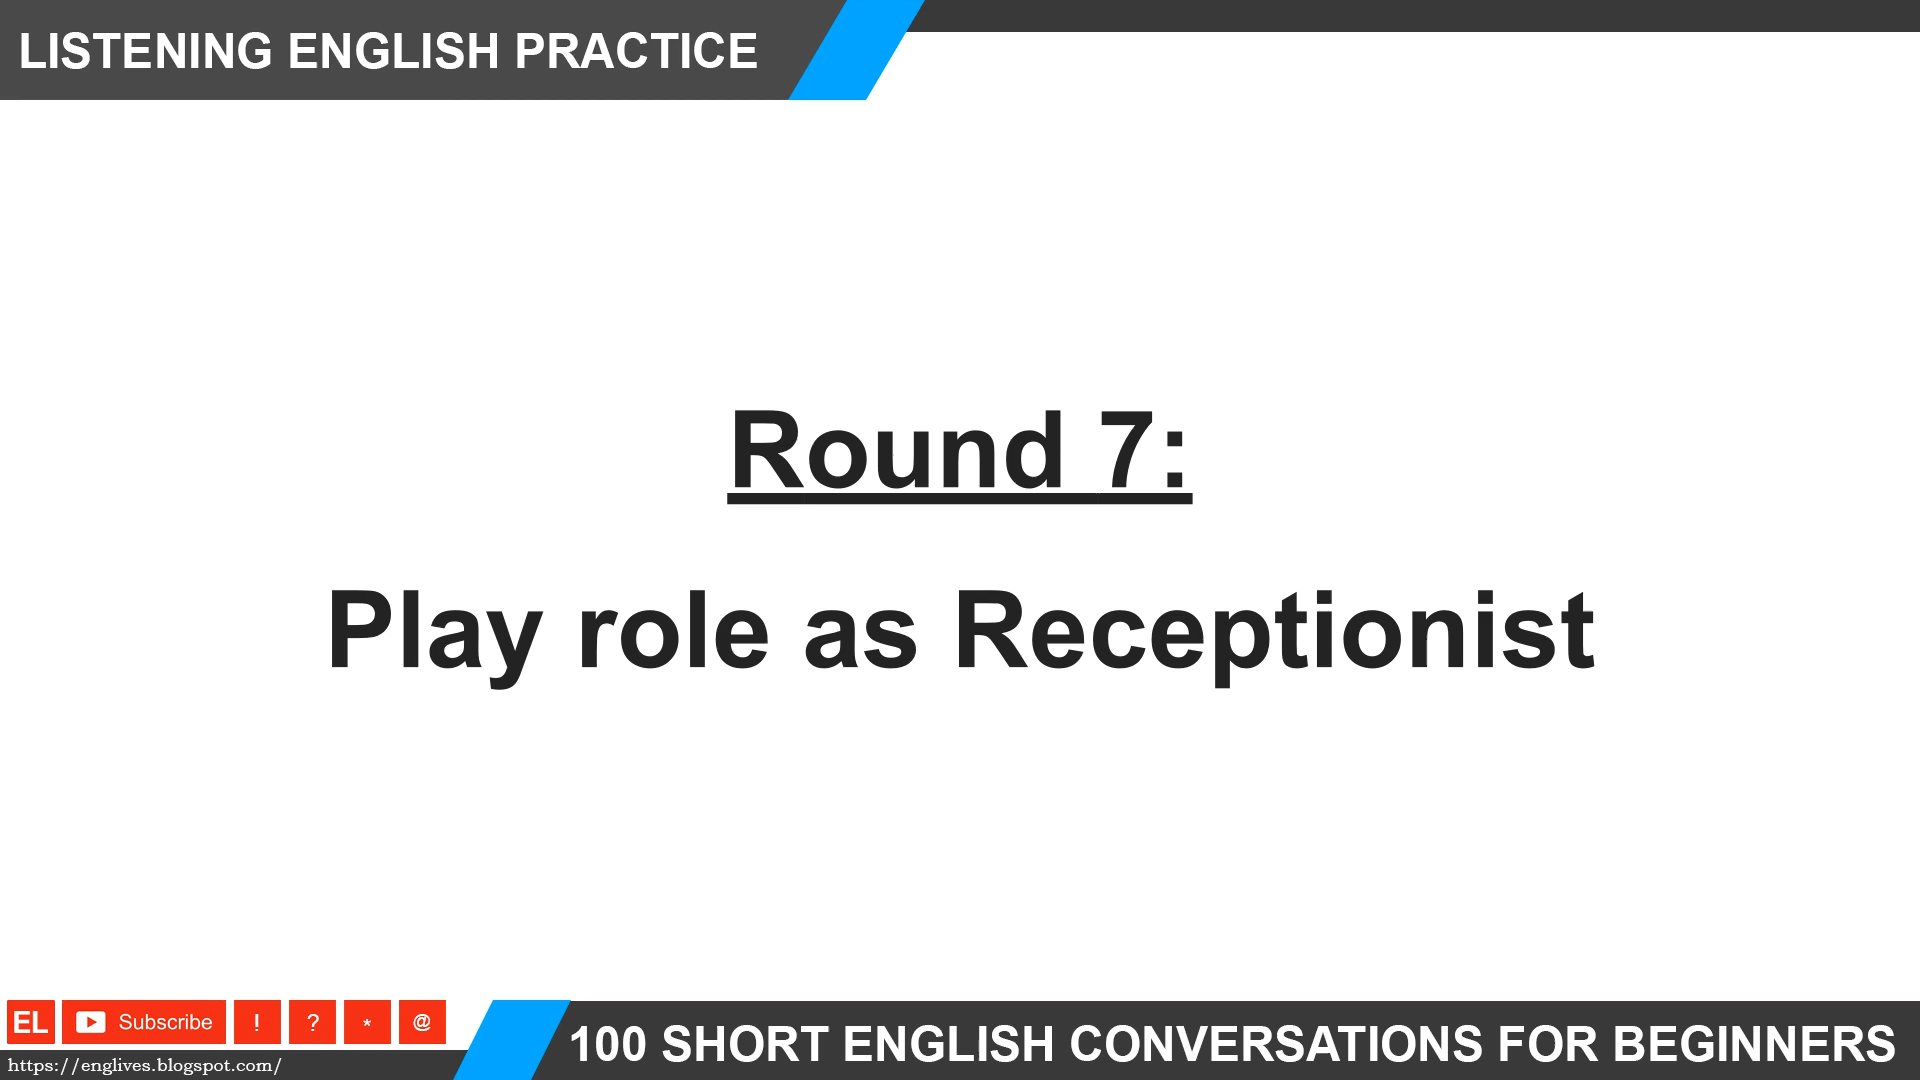 LISTENING ENGLISH PRACTICE
Round 7:
Play role as Receptionist
EL Subscribe ! ? * @
https://englives.blogspot.com/
100 SHORT ENGLISH CONVERSATIONS FOR BEGINNERS